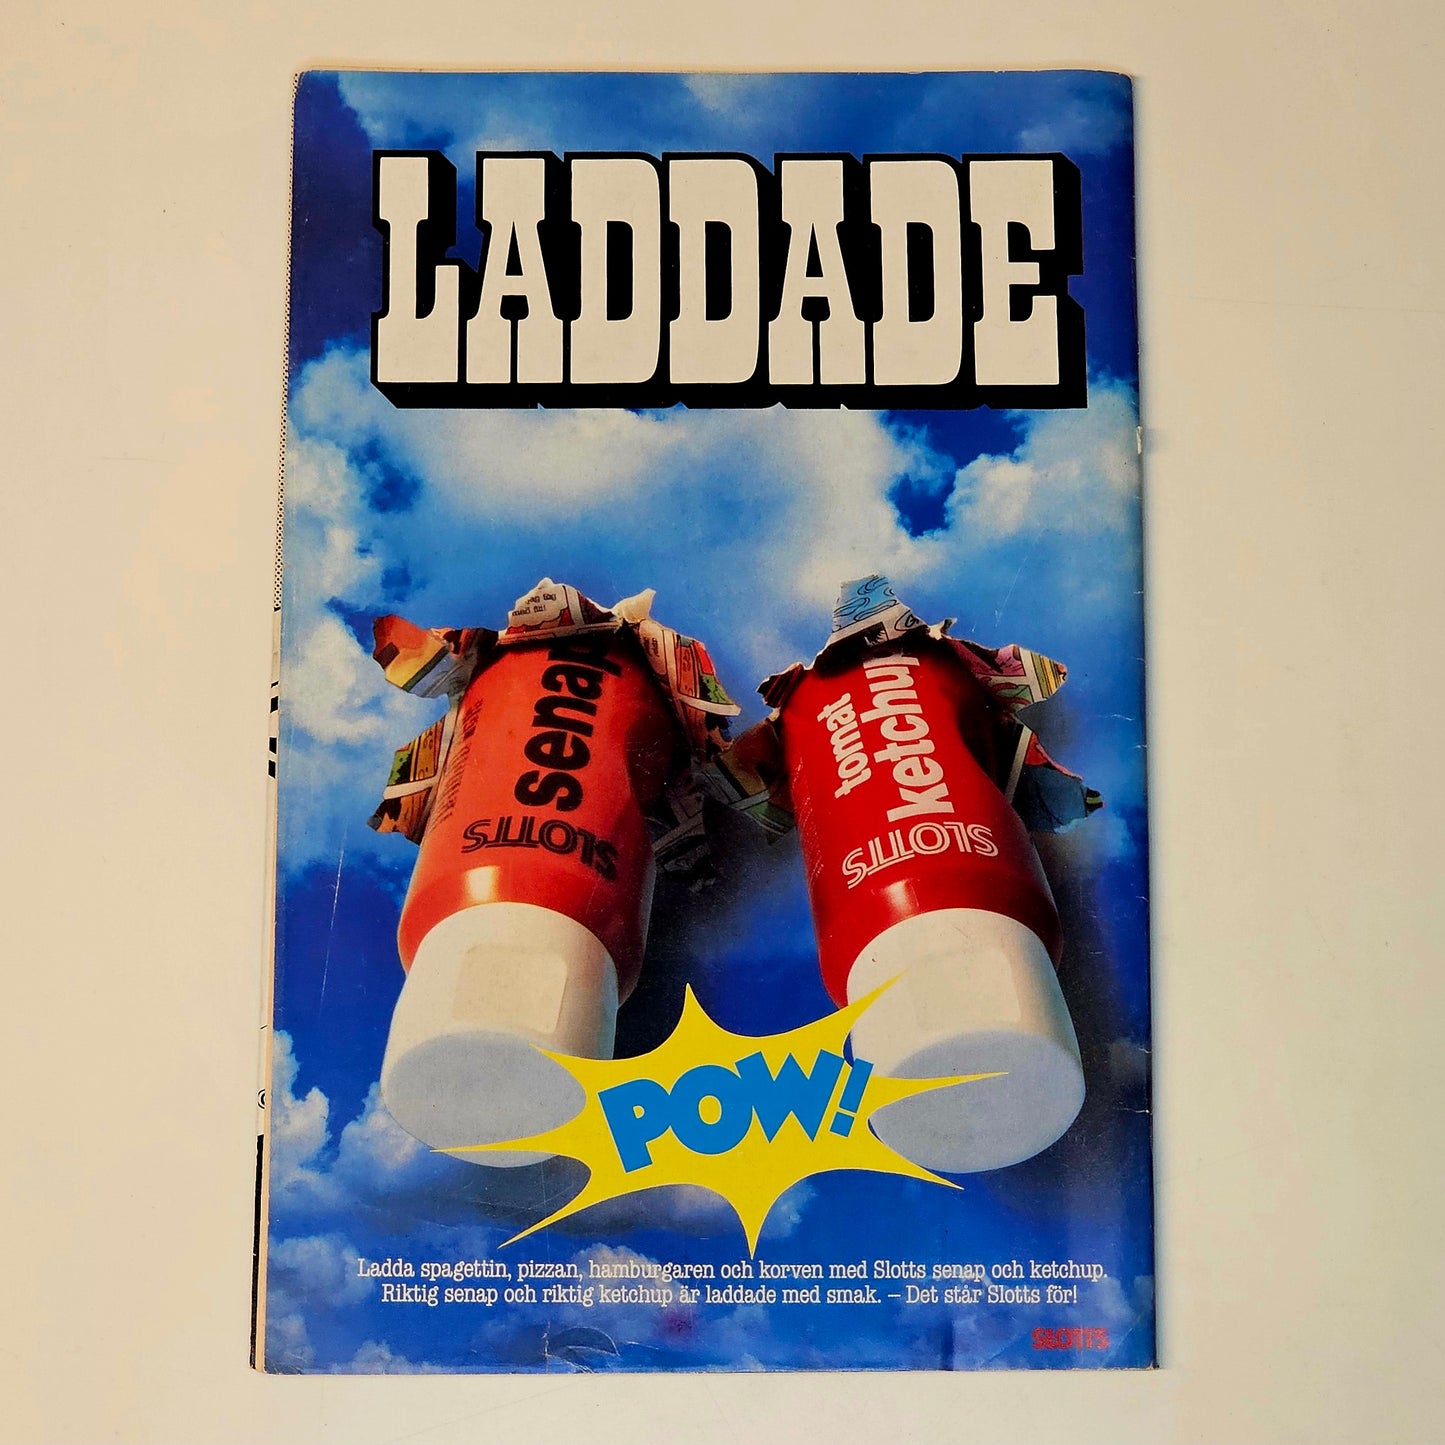 LADDADE
senap
SLOTTS
tomat
ketchup
SLOTTS
POW!
Ladda spagettin, pizzan, hamburgaren och korven med Slotts senap och ketchup.
Riktig senap och riktig ketchup är laddade med smak. – Det står Slotts för!
SLOTTS